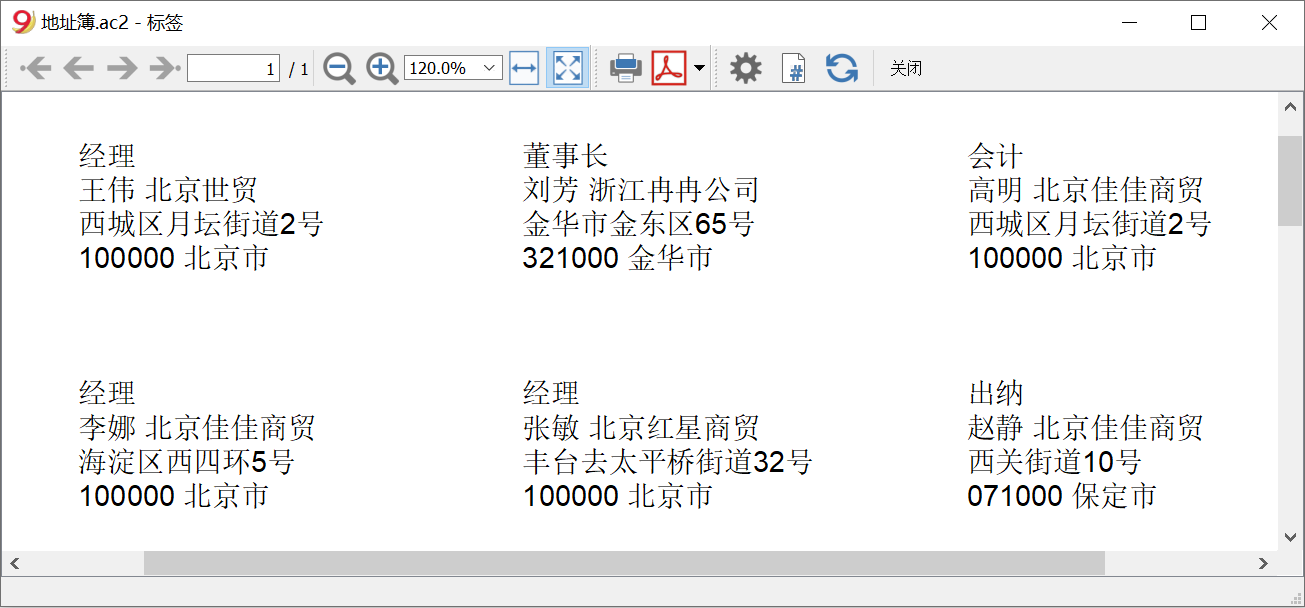 地址簿.ac2 - 标签
1 / 1 120.0% 关闭
经理
王伟 北京世贸
西城区月坛街道2号
100000 北京市
董事长
刘芳 浙江冉冉公司
金华市金东区65号
321000 金华市
会计
高明 北京佳佳商贸
西城区月坛街道2号
100000 北京市
经理
李娜 北京佳佳商贸
海淀区西四环5号
100000 北京市
经理
张敏 北京红星商贸
丰台去太平桥街道32号
100000 北京市
出纳
赵静 北京佳佳商贸
西关街道10号
071000 保定市